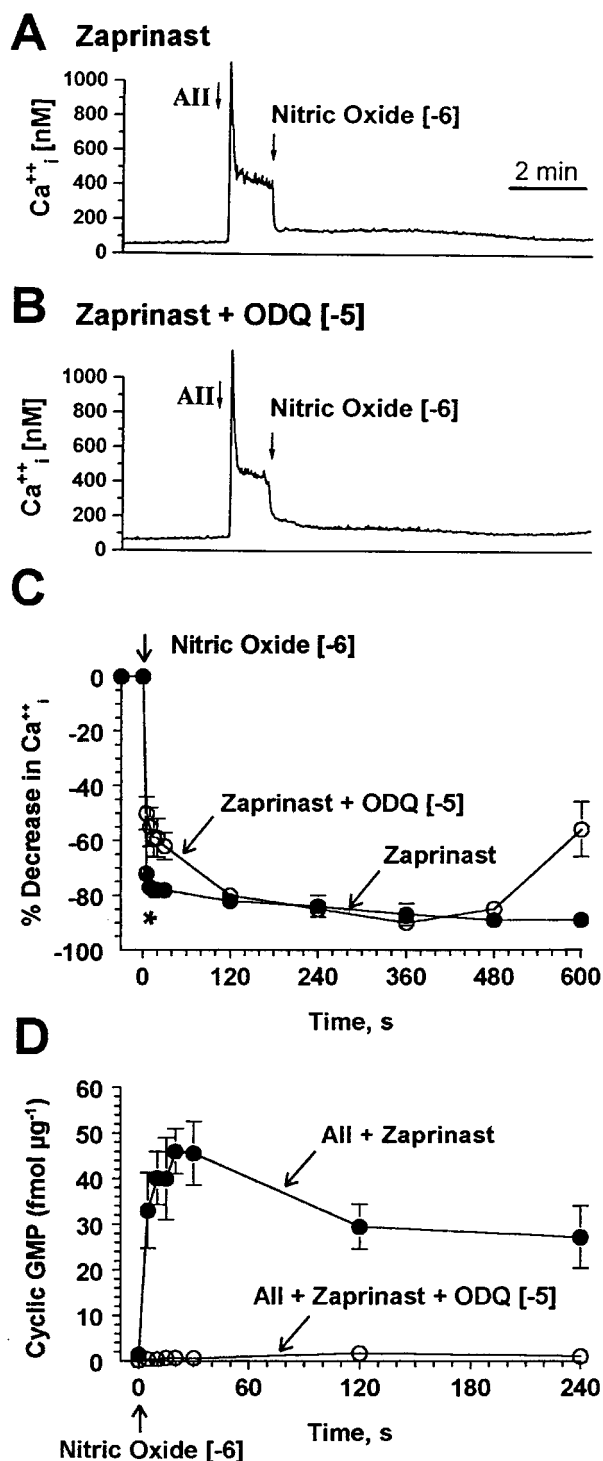 A Zaprinast
Ca++i [nM]
1000
800
600
400
200
0
AII
Nitric Oxide [-6]
2 min
B Zaprinast + ODQ [-5]
Ca++i [nM]
1000
800
600
400
200
0
AII
Nitric Oxide [-6]
C
Nitric Oxide [-6]
% Decrease in Ca++i
0
-20
-40
-60
-80
-100
Zaprinast + ODQ [-5]
Zaprinast
*
0 120 240 360 480 600
Time, s
D
Cyclic GMP (fmol µg-1)
60
50
40
30
20
10
0
AII + Zaprinast
AII + Zaprinast + ODQ [-5]
0 60 120 180 240
Time, s
Nitric Oxide [-6]